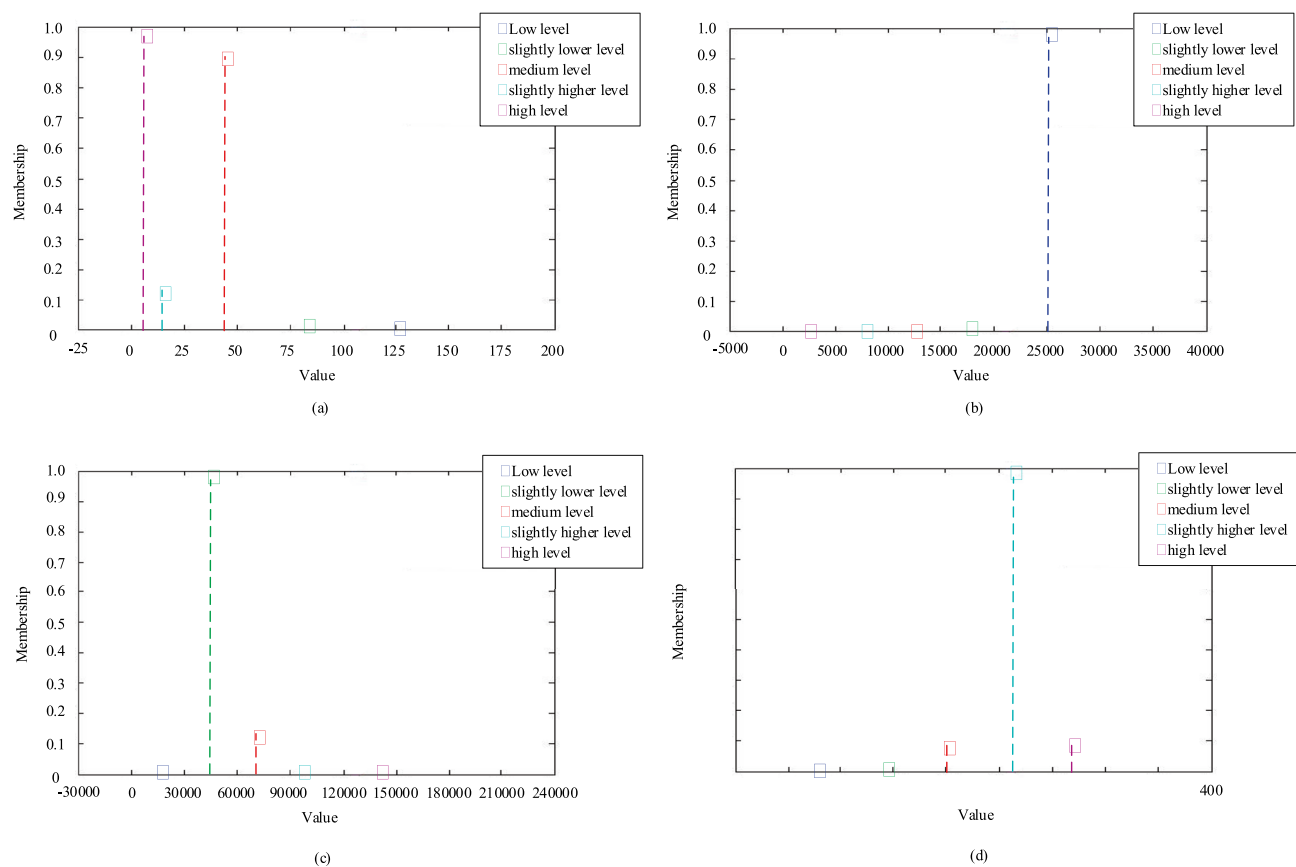 1.0
0.9
0.8
0.7
0.6
0.5
0.4
0.3
0.2
0.1
0
Membership
-25 0 25 50 75 100 125 150 175 200
Value
Low level
slightly lower level
medium level
slightly higher level
high level
(a)
1.0
0.9
0.8
0.7
0.6
0.5
0.4
0.3
0.2
0.1
0
Membership
-5000 0 5000 10000 15000 20000 25000 30000 35000 40000
Value
Low level
slightly lower level
medium level
slightly higher level
high level
(b)
1.0
0.9
0.8
0.7
0.6
0.5
0.4
0.3
0.2
0.1
0
Membership
-30000 0 30000 60000 90000 120000 150000 180000 210000 240000
Value
Low level
slightly lower level
medium level
slightly higher level
high level
(c)
Membership
400
Value
Low level
slightly lower level
medium level
slightly higher level
high level
(d)